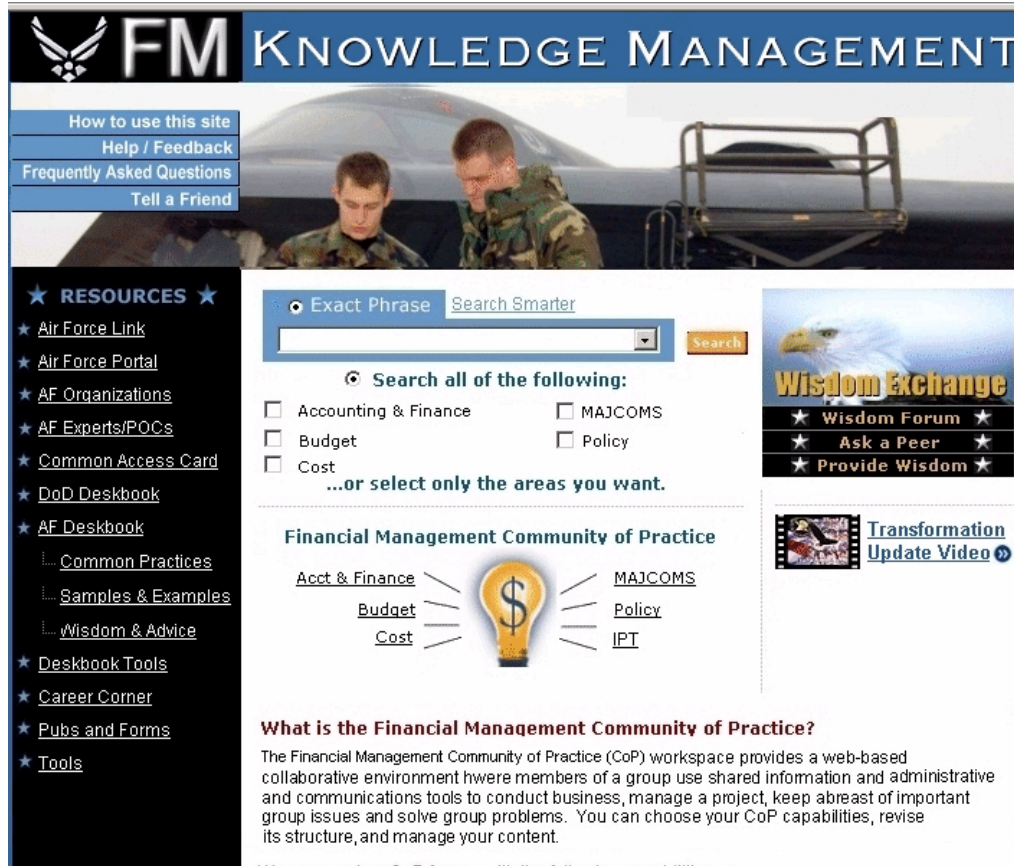 FM KNOWLEDGE MANAGEMENT
How to use this site
Help / Feedback
Frequently Asked Questions
Tell a Friend
RESOURCES
Air Force Link
Air Force Portal
AF Organizations
AF Experts/POCs
Common Access Card
DoD Deskbook
AF Deskbook
Common Practices
Samples & Examples
Wisdom & Advice
Deskbook Tools
Career Corner
Pubs and Forms
Tools
Exact Phrase Search Smarter
Search
Search all of the following:
Accounting & Finance MAJCOMS
Budget Policy
Cost
...or select only the areas you want.
Financial Management Community of Practice
Acct & Finance MAJCOMS
Budget $ Policy
Cost IPT
Wisdom Exchange
Wisdom Forum
Ask a Peer
Provide Wisdom
Transformation
Update Video
What is the Financial Management Community of Practice?
The Financial Management Community of Practice (CoP) workspace provides a web-based
collaborative environment hwere members of a group use shared information and administrative
and communications tools to conduct business, manage a project, keep abreast of important
group issues and solve group problems. You can choose your CoP capabilities, revise
its structure, and manage your content.